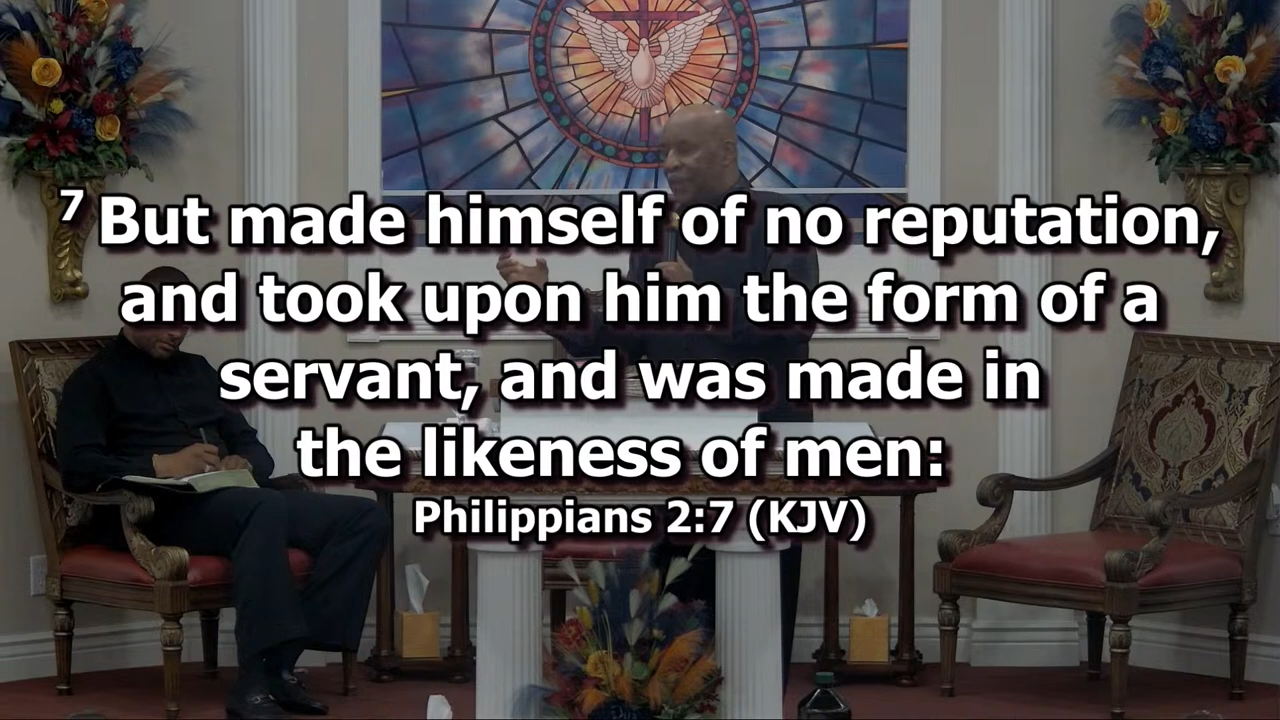 7 But made himself of no reputation,
and took upon him the form of a
servant, and was made in
the likeness of men:
Philippians 2:7 (KJV)